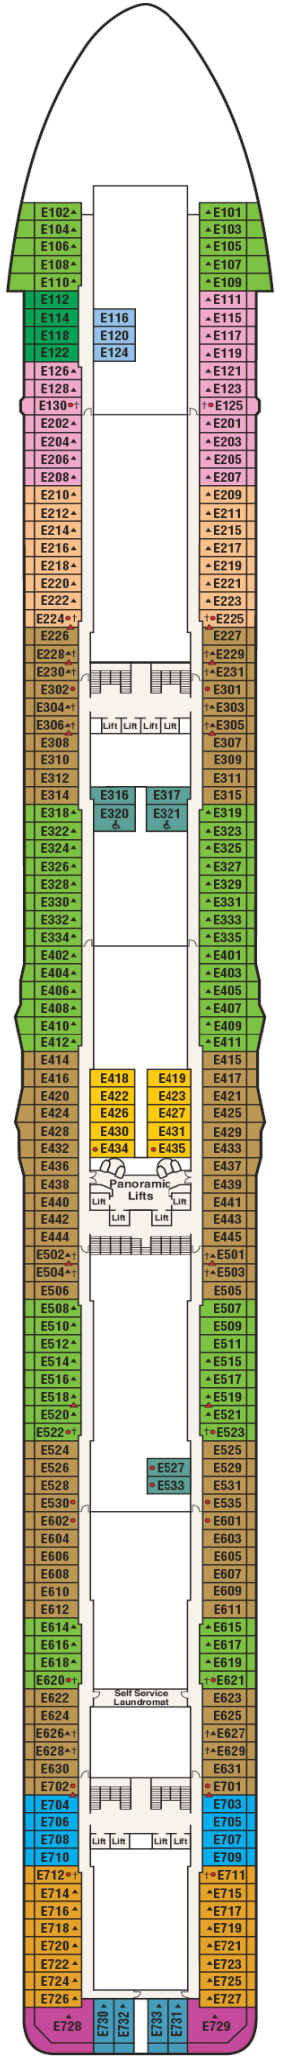 E102 E101
E104 E103
E106 E105
E108 E107
E110 E109
E112 E111
E114 E116 E115
E118 E120 E117
E122 E124 E119
E126 E121
E128 E123
E130 E125
E202 E201
E204 E203
E206 E205
E208 E207
E210 E209
E212 E211
E214 E215
E216 E217
E218 E219
E220 E221
E222 E223
E224 E225
E226 E227
E228 E229
E230 E231
E302 E301
E304 E303
E306 Lift Lift Lift Lift E305
E308 E307
E310 E309
E312 E311
E314 E316 E317 E315
E318 E320 E321 E319
E322 E323
E324 E325
E326 E327
E328 E329
E330 E331
E332 E333
E334 E335
E402 E401
E404 E403
E406 E405
E408 E407
E410 E409
E412 E411
E414 E415
E416 E418 E419 E417
E420 E422 E423 E421
E424 E426 E427 E425
E428 E430 E431 E429
E432 E434 E435 E433
E436 E437
E438 Panoramic E439
E440 Lift Lifts Lift E441
E442 Lift Lift E443
E444 E445
E502 E501
E504 E503
E506 E505
E508 E507
E510 E509
E512 E511
E514 E515
E516 E517
E518 E519
E520 E521
E522 E523
E524 E525
E526 E527 E529
E528 E533 E531
E530 E535
E602 E601
E604 E603
E606 E605
E608 E607
E610 E609
E612 E611
E614 E615
E616 E617
E618 E619
E620 E621
E622 Self Service E623
Laundromat
E624 E625
E626 E627
E628 E629
E630 E631
E702 E701
E704 E703
E706 E705
E708 Lift Lift Lift Lift E707
E710 E709
E712 E711
E714 E715
E716 E717
E718 E719
E720 E721
E722 E723
E724 E725
E726 E727
E728 E730 E732 E733 E731 E729